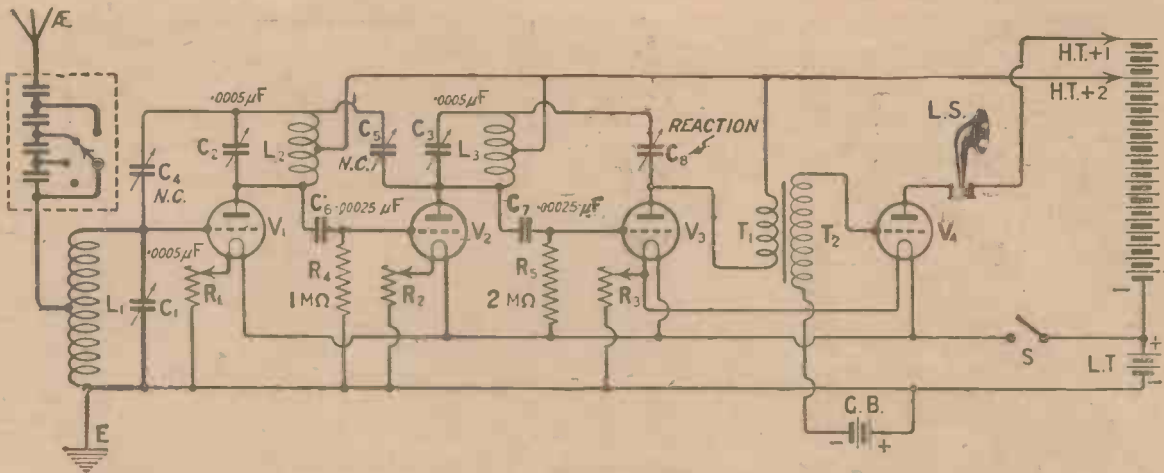 Æ
H.T.+1
H.T.+2
L.S.
.0005µF
.0005µF
REACTION
C2
L2
C5
N.C.
C3
L3
C8
C4
N.C.
C6 .00025 µF
C7 .00025 µF
V1
V2
V3
V4
T1
T2
.0005µF
L1
C1
R1
R4
1 MΩ
R2
R5
2 MΩ
R3
S
+
-
L.T
-
E
G.B.
-
+